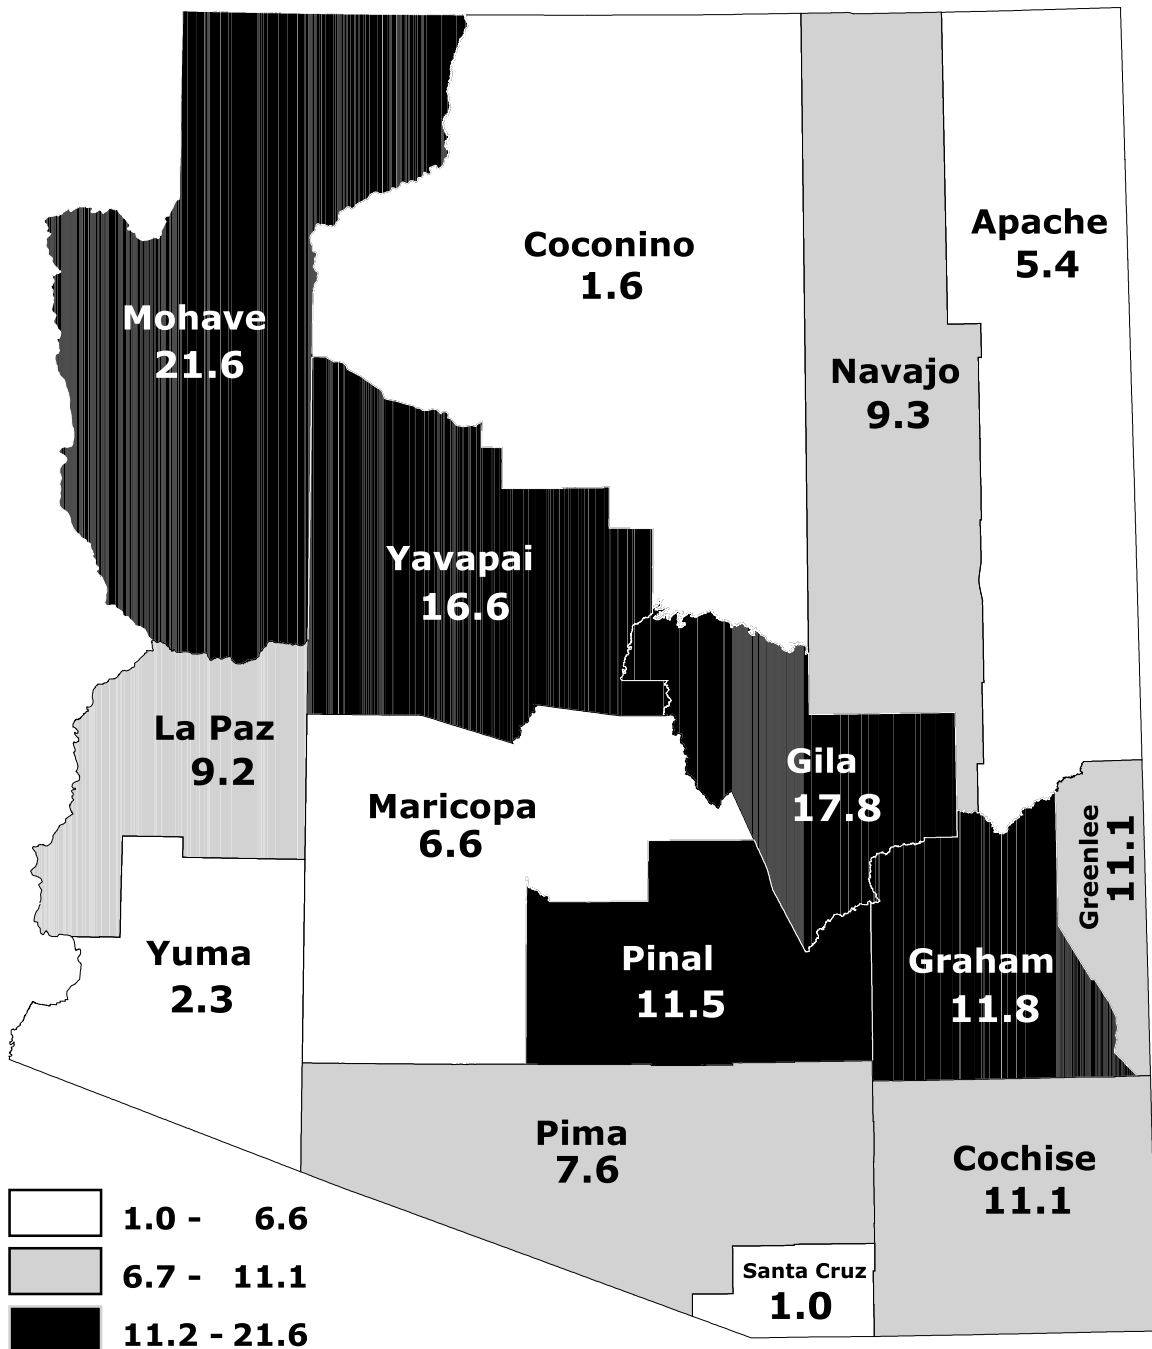 Apache
5.4
Coconino
1.6
Mohave
21.6
Navajo
9.3
Yavapai
16.6
La Paz
9.2
Gila
17.8
Maricopa
6.6
Greenlee
11.1
Yuma
2.3
Pinal
11.5
Graham
11.8
Pima
7.6
Cochise
11.1
Santa Cruz
1.0
1.0 - 6.6
6.7 - 11.1
11.2 - 21.6